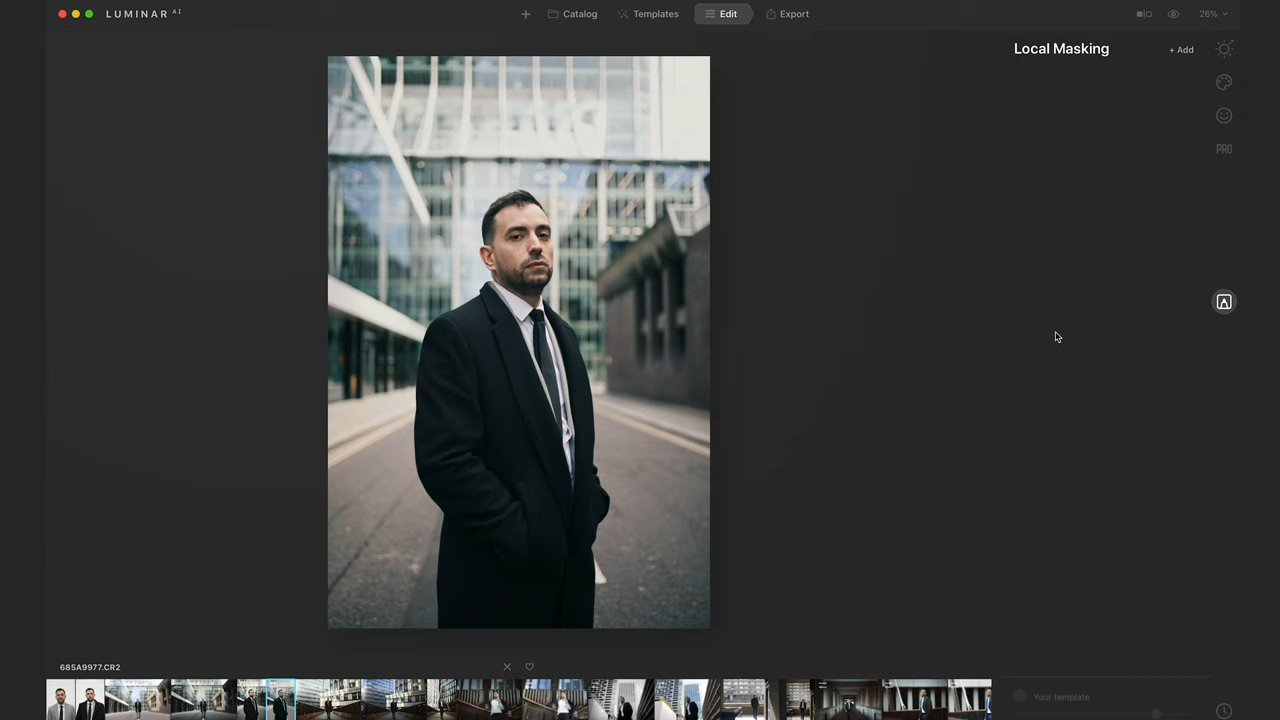 LUMINAR AI
Catalog
Templates
Edit
Export
26%
Local Masking
+ Add
PRO
685A9977.CR2
Your template